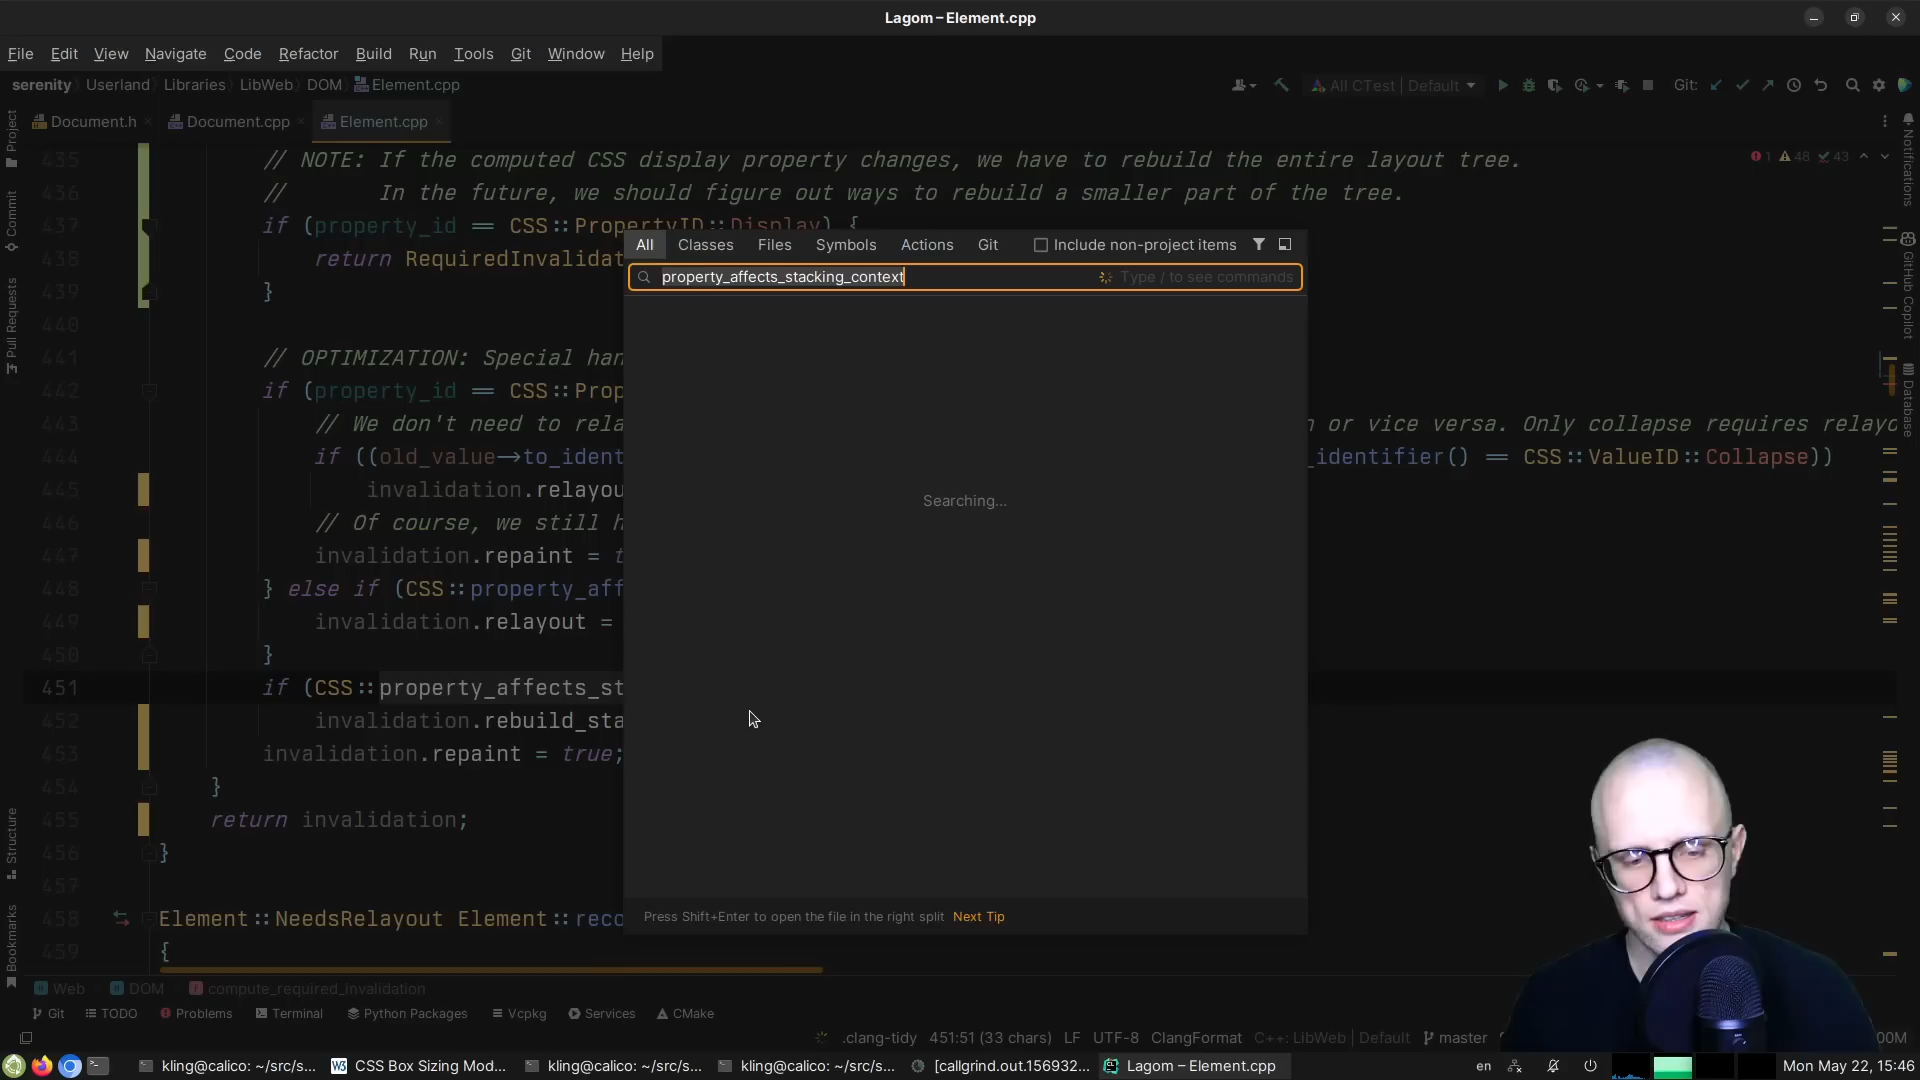 Lagom – Element.cpp
File Edit View Navigate Code Refactor Build Run Tools Git Window Help
serenity Userland Libraries LibWeb DOM Element.cpp
All CTest | Default
Git:
Document.h
Document.cpp
Element.cpp
Project
Commit
Pull Requests
Structure
Bookmarks
Notifications
GitHub Copilot
Database
1 48 43
435 // NOTE: If the computed CSS display property changes, we have to rebuild the entire layout tree.
436 // In the future, we should figure out ways to rebuild a smaller part of the tree.
437 if (property_id == CSS::PropertyID::Display) {
438 return RequiredInvalidat
439 }
440
441 // OPTIMIZATION: Special han
442 if (property_id == CSS::Prop
443 // We don't need to rela n or vice versa. Only collapse requires relayo
444 if ((old_value->to_ident _identifier() == CSS::ValueID::Collapse))
445 invalidation.relayou
446 // Of course, we still h
447 invalidation.repaint = t
448 } else if (CSS::property_aff
449 invalidation.relayout =
450 }
451 if (CSS::property_affects_st
452 invalidation.rebuild_sta
453 invalidation.repaint = true;
454 }
455 return invalidation;
456 }
457
458 Element::NeedsRelayout Element::reco
459 {
All Classes Files Symbols Actions Git Include non-project items
property_affects_stacking_context Type / to see commands
Searching...
Press Shift+Enter to open the file in the right split Next Tip
Web DOM compute_required_invalidation
Git TODO Problems Terminal Python Packages Vcpkg Services CMake
.clang-tidy 451:51 (33 chars) LF UTF-8 ClangFormat C++: LibWeb | Default master 00M
kling@calico: ~/src/s... CSS Box Sizing Mod... kling@calico: ~/src/s... kling@calico: ~/src/s... [callgrind.out.156932... Lagom – Element.cpp en Mon May 22, 15:46